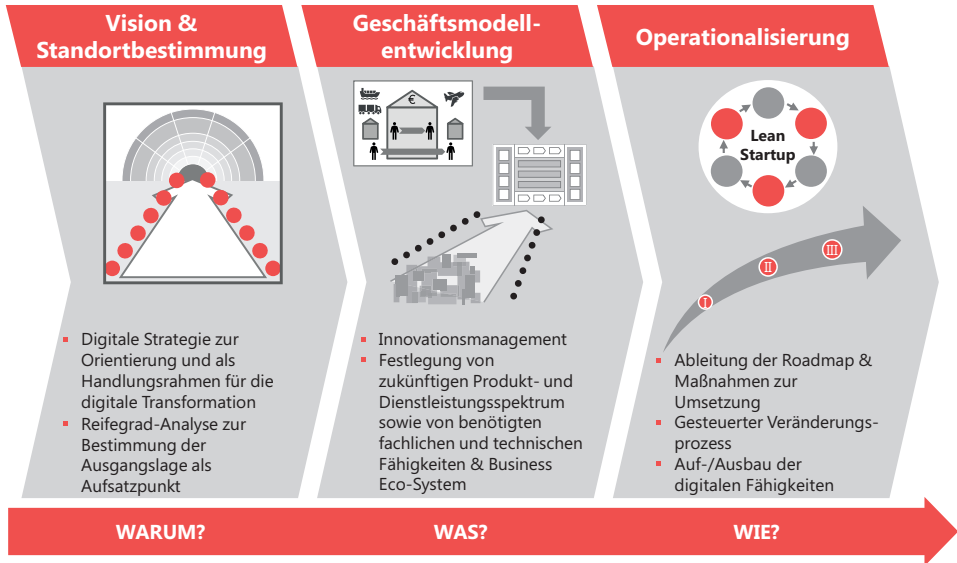 Vision &
Standortbestimmung
Digitale Strategie zur
Orientierung und als
Handlungsrahmen für die
digitale Transformation
Reifegrad-Analyse zur
Bestimmung der
Ausgangslage als
Aufsatzpunkt
Geschäftsmodell-
entwicklung
€
Innovationsmanagement
Festlegung von
zukünftigen Produkt- und
Dienstleistungsspektrum
sowie von benötigten
fachlichen und technischen
Fähigkeiten & Business
Eco-System
Operationalisierung
Lean
Startup
I
II
III
Ableitung der Roadmap &
Maßnahmen zur
Umsetzung
Gesteuerter Veränderungs-
prozess
Auf-/Ausbau der
digitalen Fähigkeiten
WARUM?
WAS?
WIE?